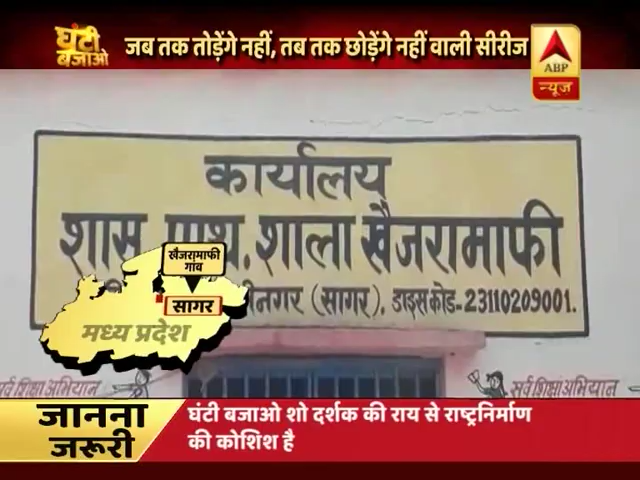 घंटी
बजाओ
जब तक तोड़ेंगे नहीं, तब तक छोड़ेंगे नहीं वाली सीरीज
ABP
न्यूज़
कार्यालय
शास. प्राथ. शाला खैजरामाफी
नगर (सागर). डाइस कोड-23110209001.
खैजरामाफी
गांव
सागर
मध्य प्रदेश
सर्व शिक्षा अभियान
सर्व शिक्षा अभियान
जानना
जरूरी
घंटी बजाओ शो दर्शक की राय से राष्ट्रनिर्माण
की कोशिश है